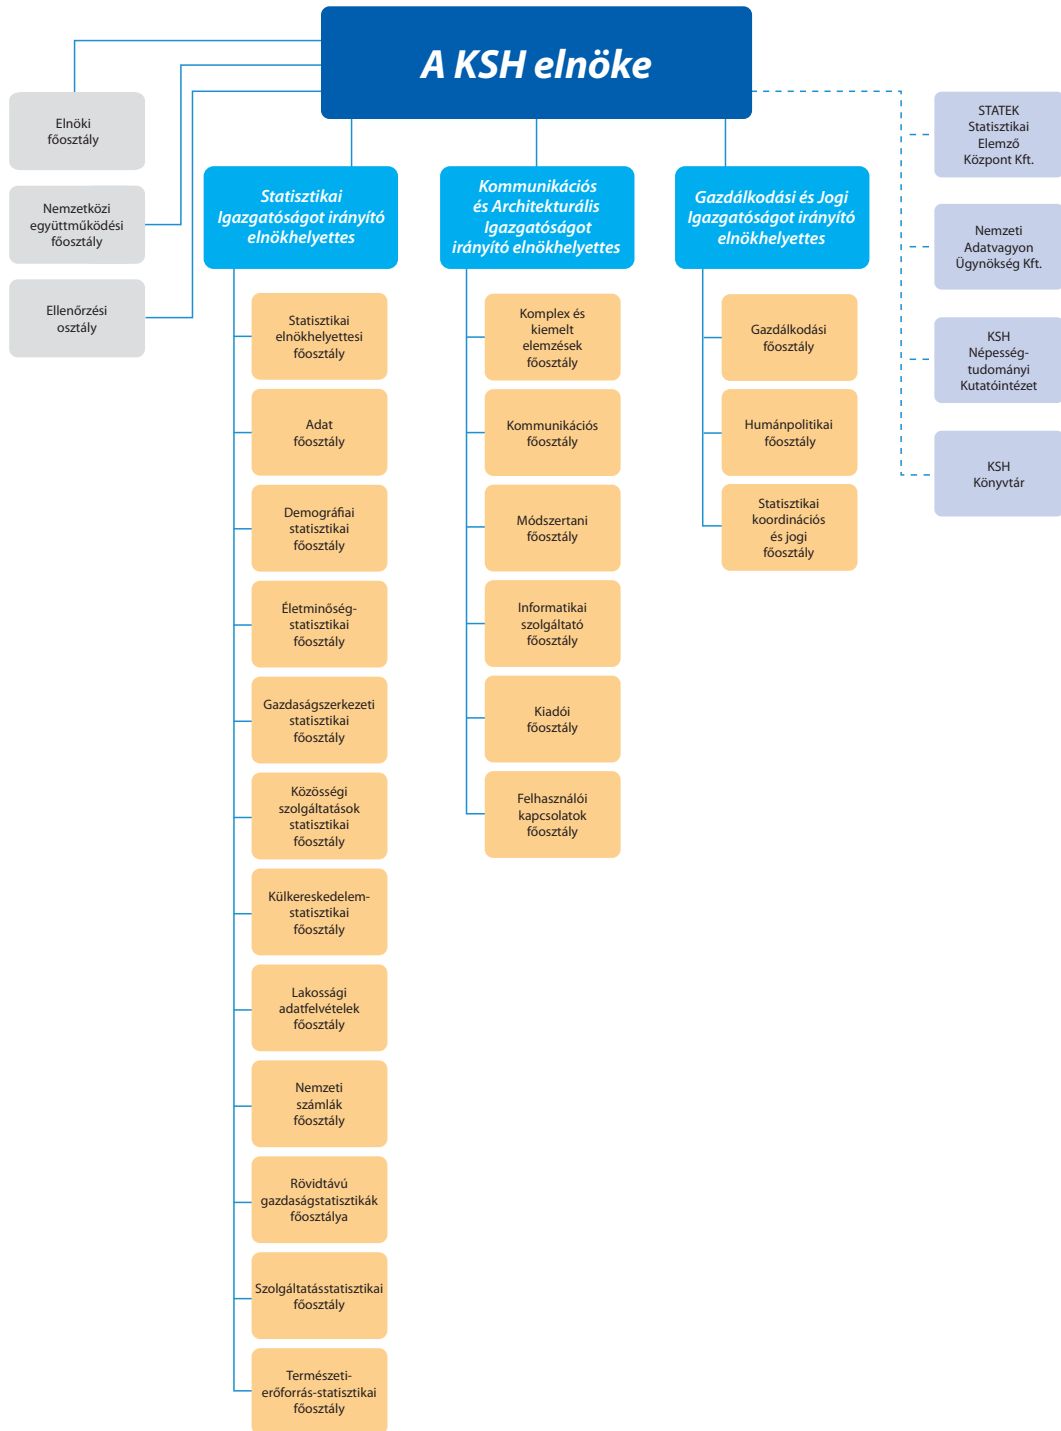 A KSH elnöke
Elnöki
főosztály
Nemzetközi
együttműködési
főosztály
Ellenőrzési
osztály
Statisztikai
Igazgatóságot irányító
elnökhelyettes
Statisztikai
elnökhelyettesi
főosztály
Adat
főosztály
Demográfiai
statisztikai
főosztály
Életminőség-
statisztikai
főosztály
Gazdaságszerkezeti
statisztikai
főosztály
Közösségi
szolgáltatások
statisztikai
főosztály
Külkereskedelem-
statisztikai
főosztály
Lakossági
adatfelvételek
főosztály
Nemzeti
számlák
főosztály
Rövidtávú
gazdaságstatisztikák
főosztálya
Szolgáltatásstatisztikai
főosztály
Természeti-
erőforrás-statisztikai
főosztály
Kommunikációs
és Architekturális
Igazgatóságot
irányító elnökhelyettes
Komplex és
kiemelt
elemzések
főosztály
Kommunikációs
főosztály
Módszertani
főosztály
Informatikai
szolgáltató
főosztály
Kiadói
főosztály
Felhasználói
kapcsolatok
főosztály
Gazdálkodási és Jogi
Igazgatóságot irányító
elnökhelyettes
Gazdálkodási
főosztály
Humánpolitikai
főosztály
Statisztikai
koordinációs
és jogi
főosztály
STATEK
Statisztikai
Elemző
Központ Kft.
Nemzeti
Adatvagyon
Ügynökség Kft.
KSH
Népesség-
tudományi
Kutatóintézet
KSH
Könyvtár